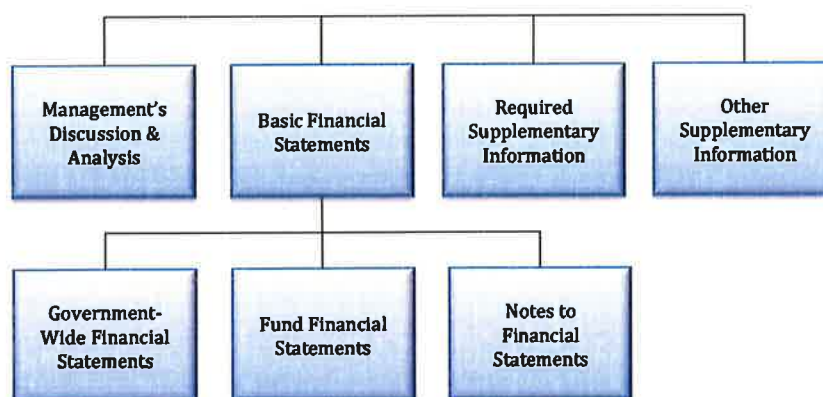 Management's
Discussion &
Analysis
Basic Financial
Statements
Required
Supplementary
Information
Other
Supplementary
Information
Government-
Wide Financial
Statements
Fund Financial
Statements
Notes to
Financial
Statements